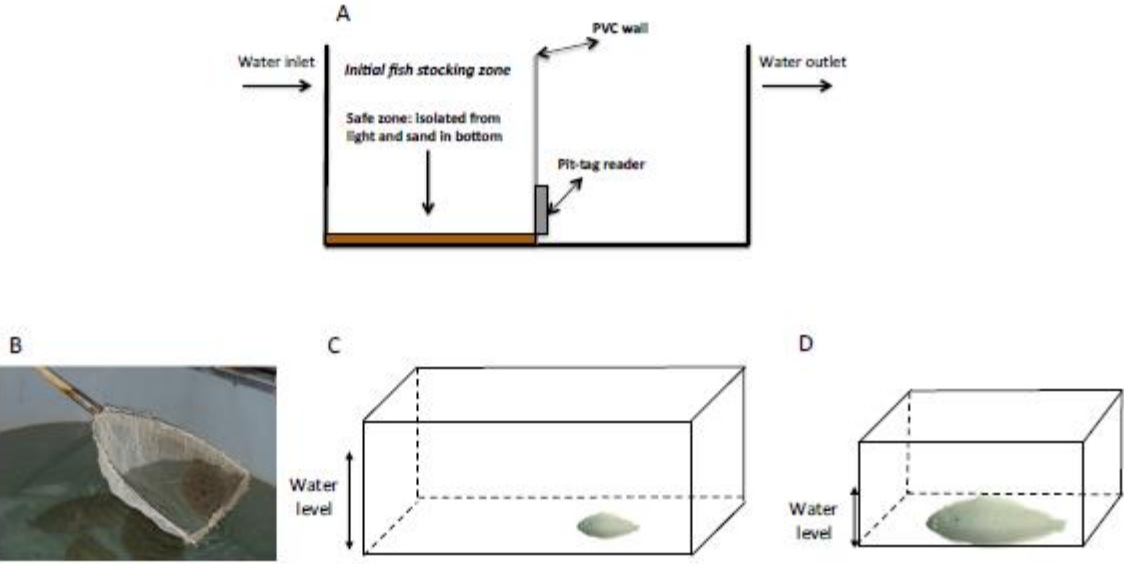 A
PVC wall
Water inlet
Initial fish stocking zone
Water outlet
Safe zone: isolated from
light and sand in bottom
Pit-tag reader
B
C
D
Water
level
Water
level